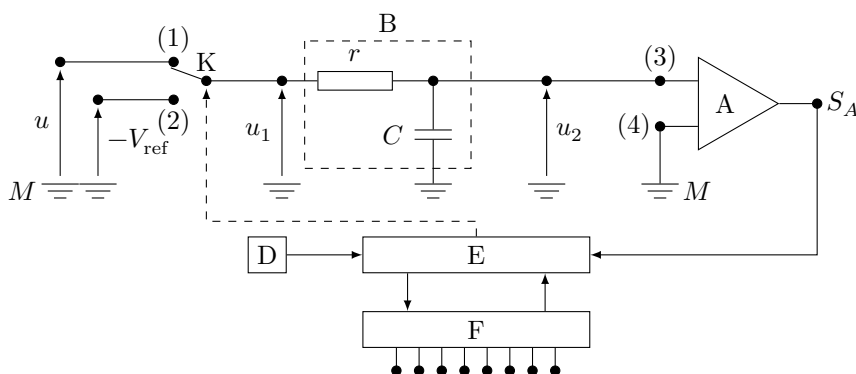 B
(1)
K
r
(3)
A
S_A
(2)
u
−V_ref
u_1
C
u_2
(4)
M
M
D
E
F